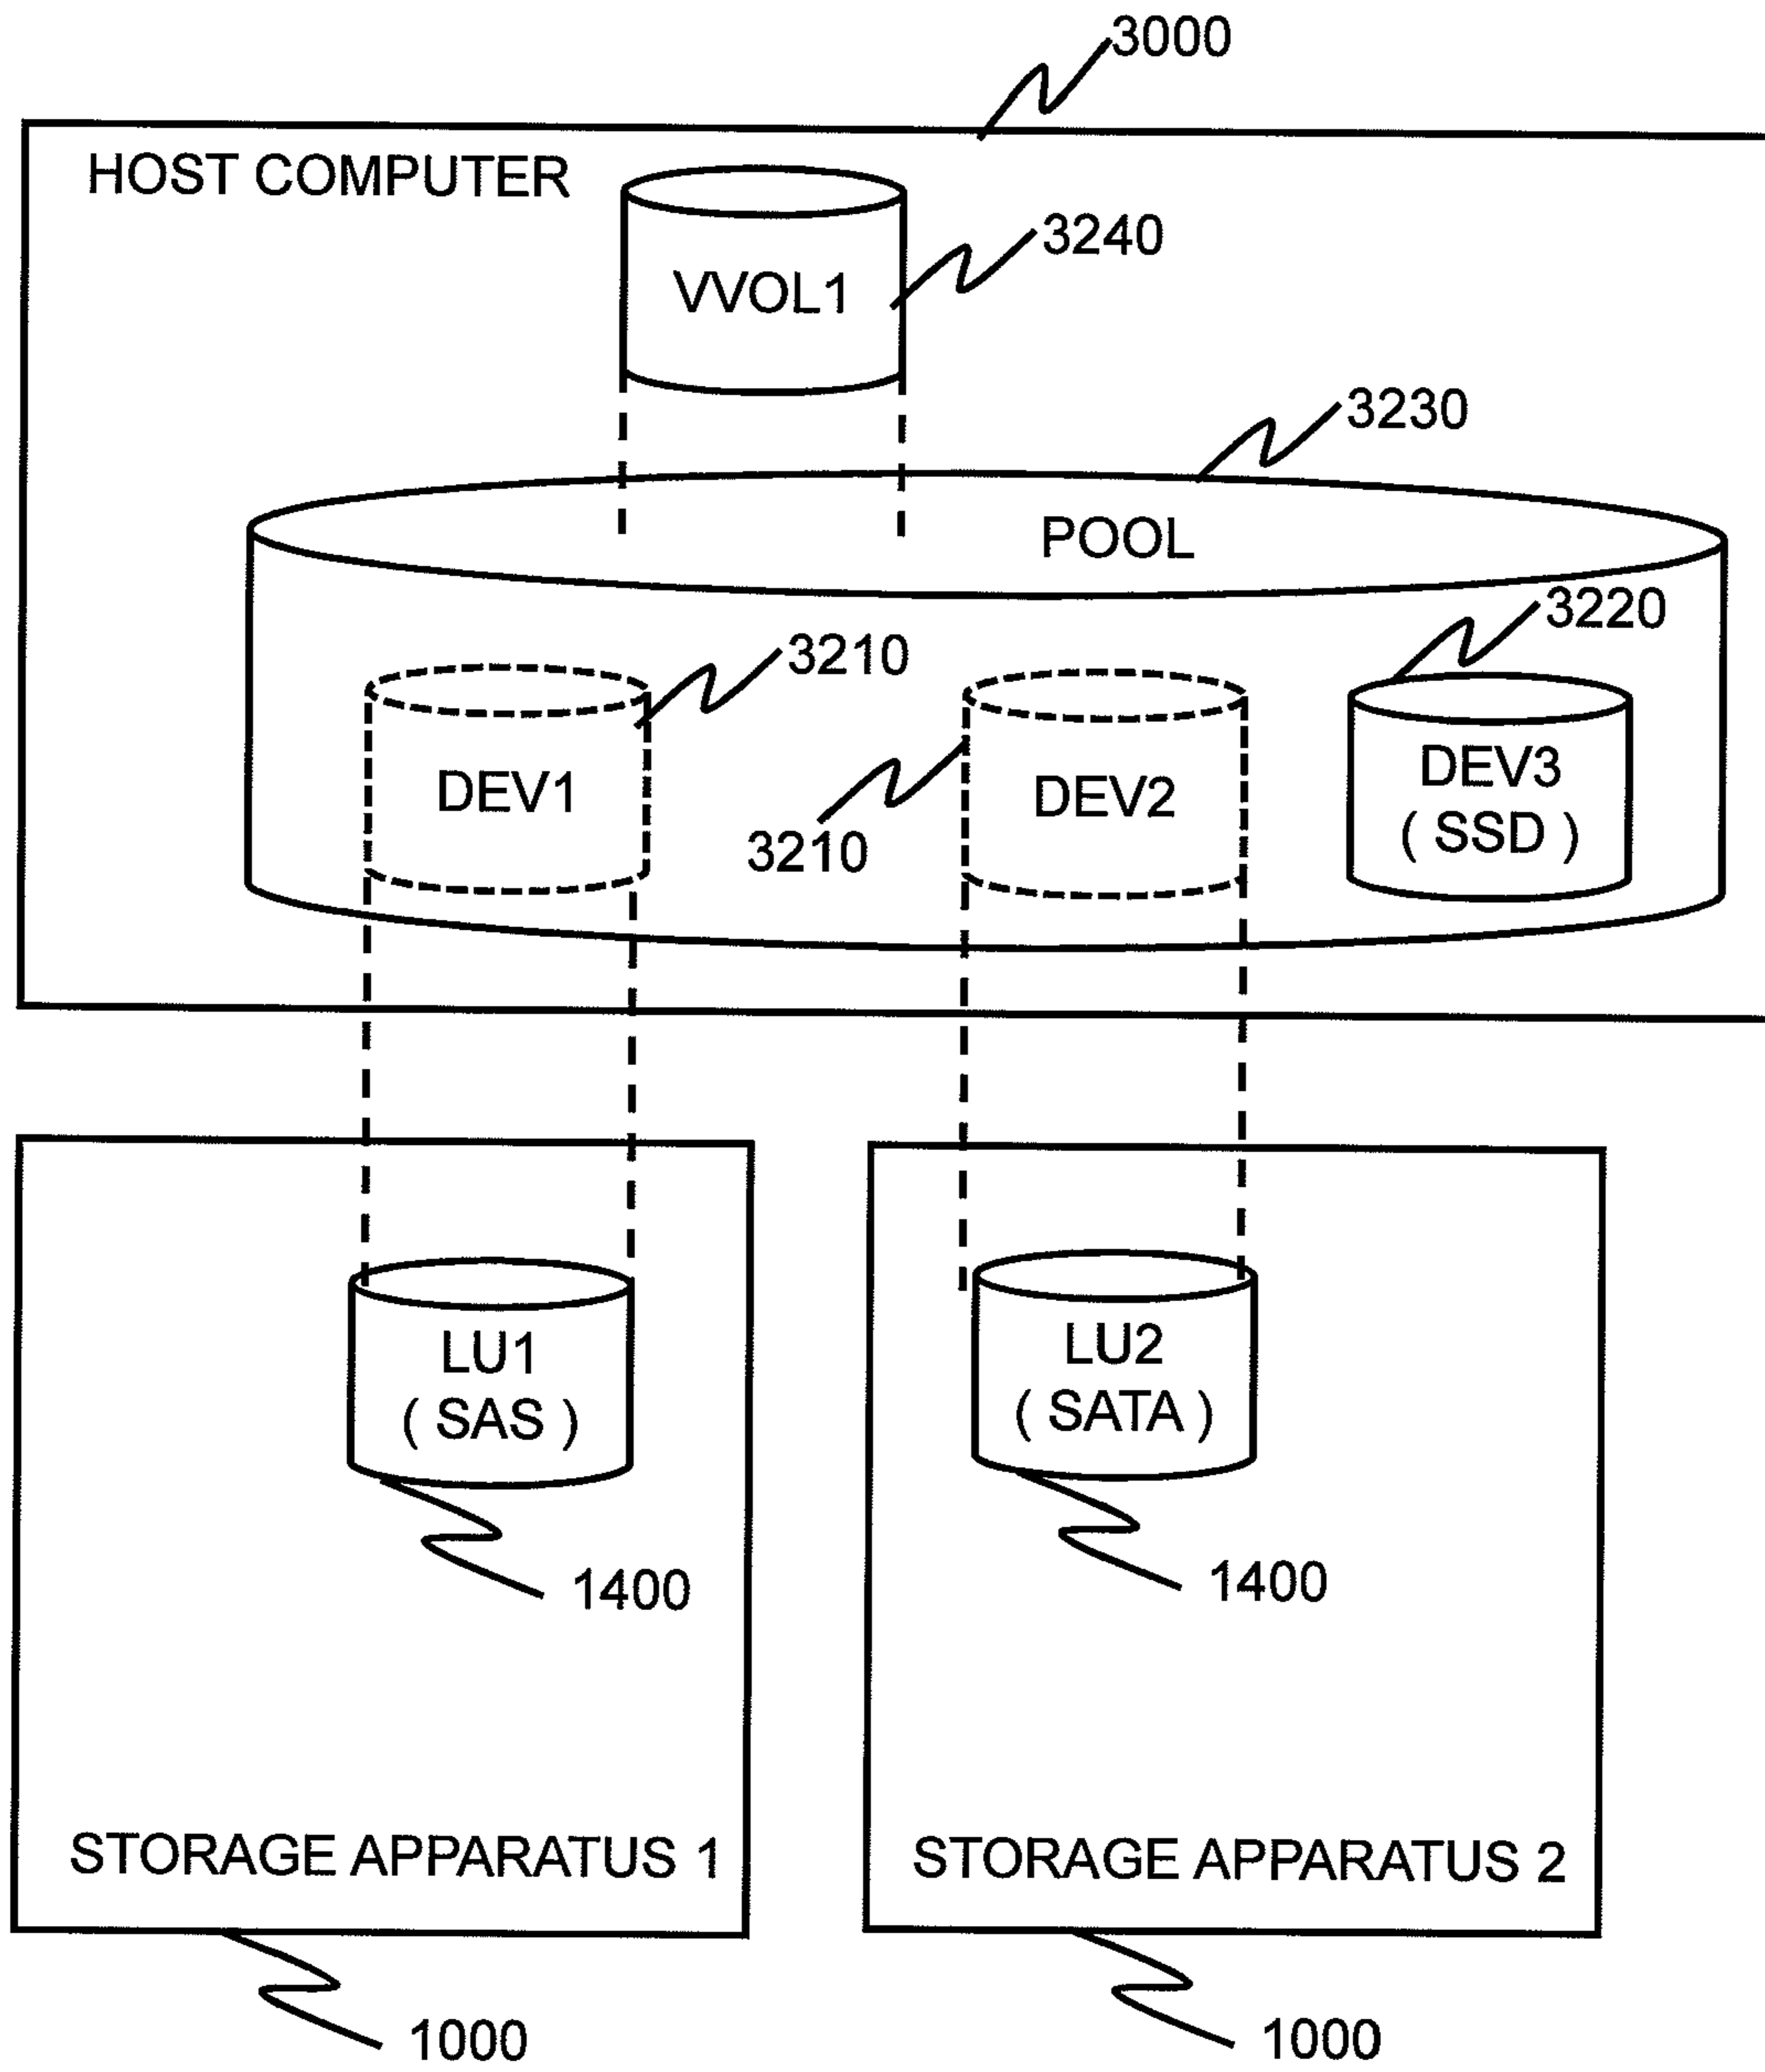 3000
HOST COMPUTER
3240
VVOL1
3230
POOL
3220
3210
DEV1
3210
DEV2
DEV3
( SSD )
LU1
( SAS )
LU2
( SATA )
1400
1400
STORAGE APPARATUS 1
STORAGE APPARATUS 2
1000
1000